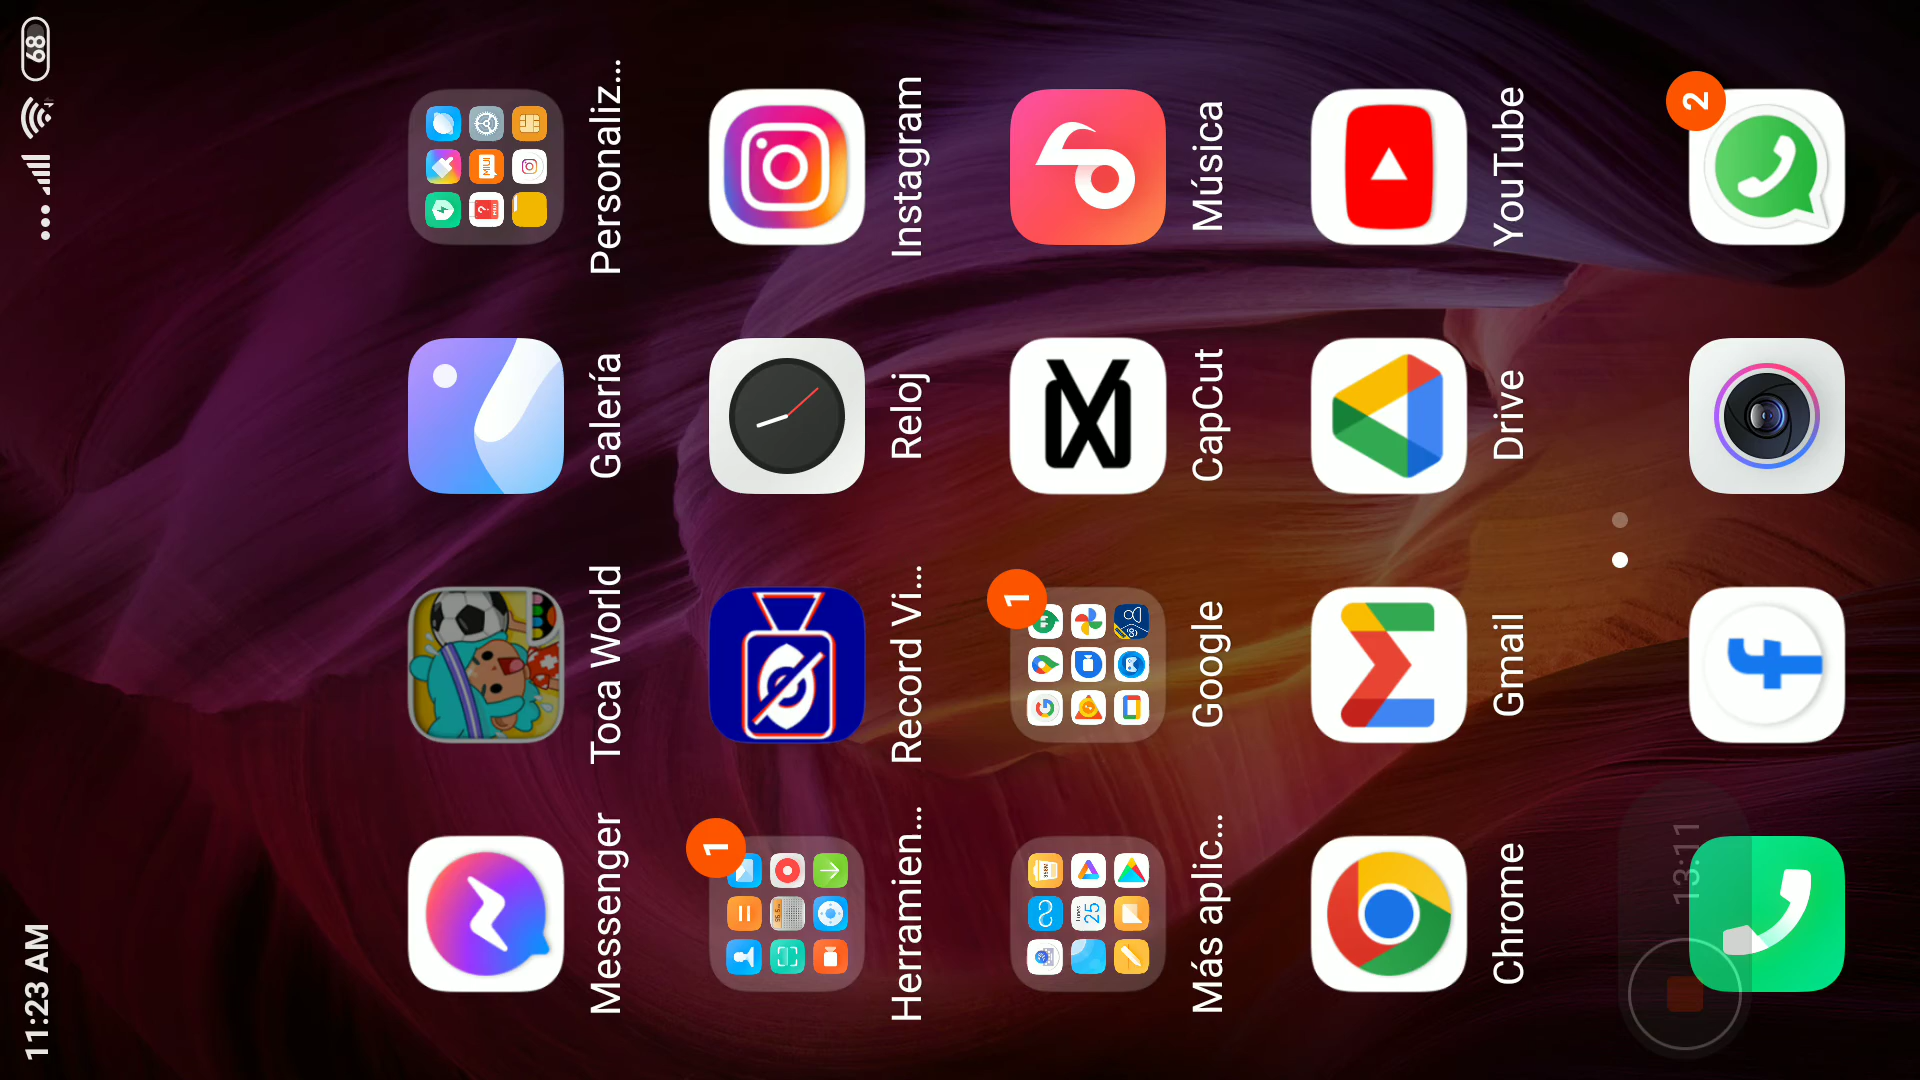 11:23 AM
68
Messenger
Toca World
Galería
Personaliz...
1
Herramien...
Record Vi...
Reloj
Instagram
1
Más aplic...
Google
CapCut
Música
Chrome
Gmail
Drive
YouTube
13:11
2